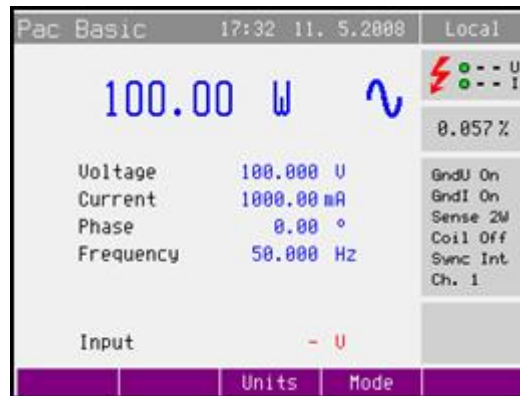 Pac Basic 17:32 11. 5.2008 Local
100.00 W
- - U
- - I
0.057 %
Voltage 100.000 V
Current 1000.00 mA
Phase 0.00 °
Frequency 50.000 Hz
GndU On
GndI On
Sense 2W
Coil Off
Sync Int
Ch. 1
Input - V
Units Mode